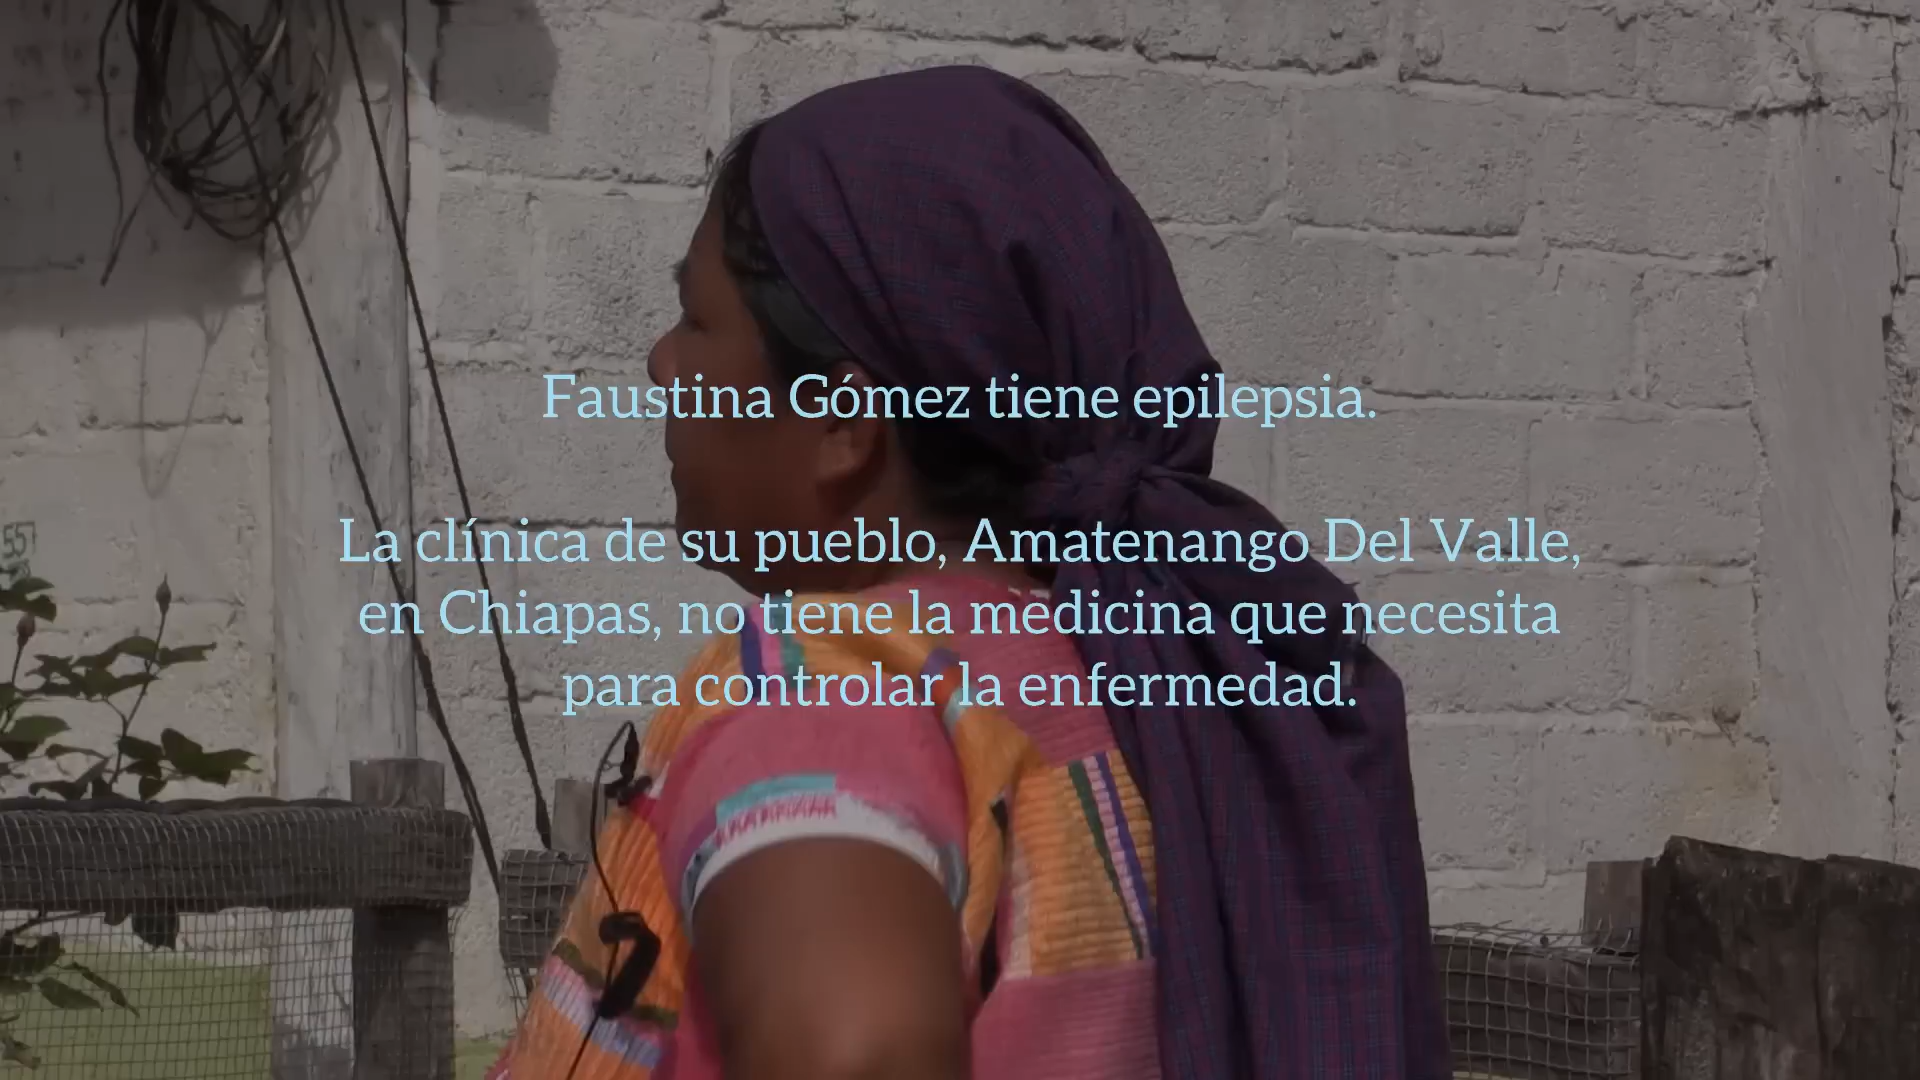 Faustina Gómez tiene epilepsia.
La clínica de su pueblo, Amatenango Del Valle,
en Chiapas, no tiene la medicina que necesita
para controlar la enfermedad.
557